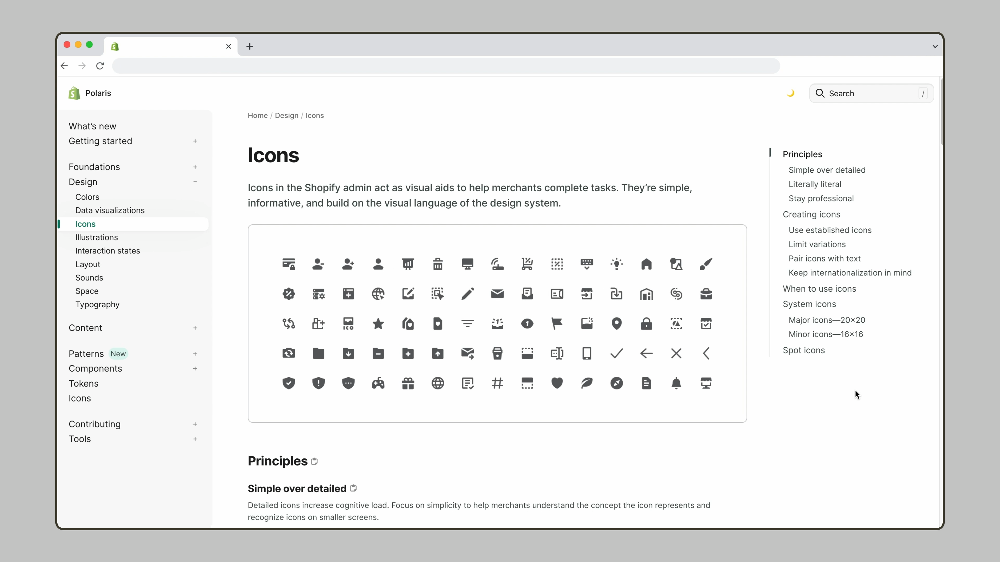 Polaris
Search /
What’s new
Getting started +
Foundations +
Design −
Colors
Data visualizations
Icons
Illustrations
Interaction states
Layout
Sounds
Space
Typography
Content +
Patterns New +
Components +
Tokens
Icons
Contributing +
Tools +
Home / Design / Icons
Icons
Icons in the Shopify admin act as visual aids to help merchants complete tasks. They’re simple,
informative, and build on the visual language of the design system.
ICO
Principles
Simple over detailed
Detailed icons increase cognitive load. Focus on simplicity to help merchants understand the concept the icon represents and
recognize icons on smaller screens.
Principles
Simple over detailed
Literally literal
Stay professional
Creating icons
Use established icons
Limit variations
Pair icons with text
Keep internationalization in mind
When to use icons
System icons
Major icons—20×20
Minor icons—16×16
Spot icons